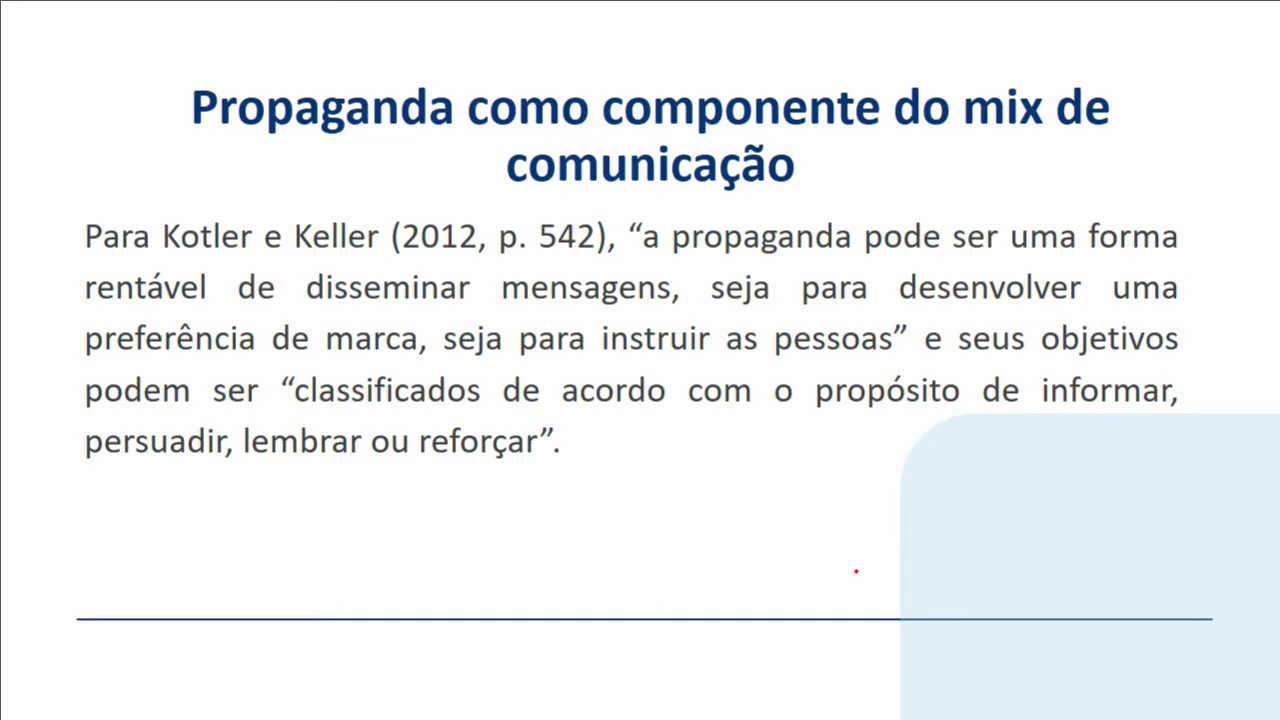 Propaganda como componente do mix de
comunicação
Para Kotler e Keller (2012, p. 542), “a propaganda pode ser uma forma
rentável de disseminar mensagens, seja para desenvolver uma
preferência de marca, seja para instruir as pessoas” e seus objetivos
podem ser “classificados de acordo com o propósito de informar,
persuadir, lembrar ou reforçar”.